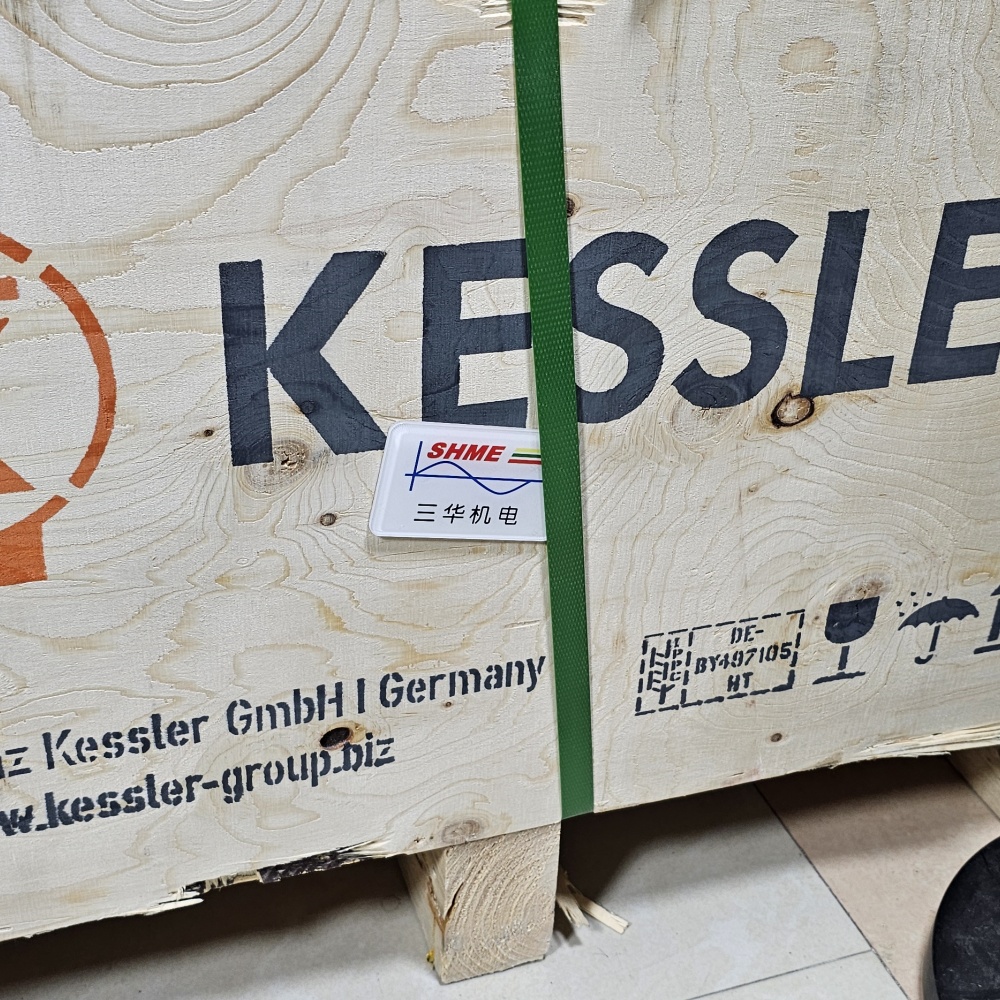 KESSLE
SHME
三华机电
DE-
BY497105
HT
z Kessler GmbH | Germany
w.kessler-group.biz